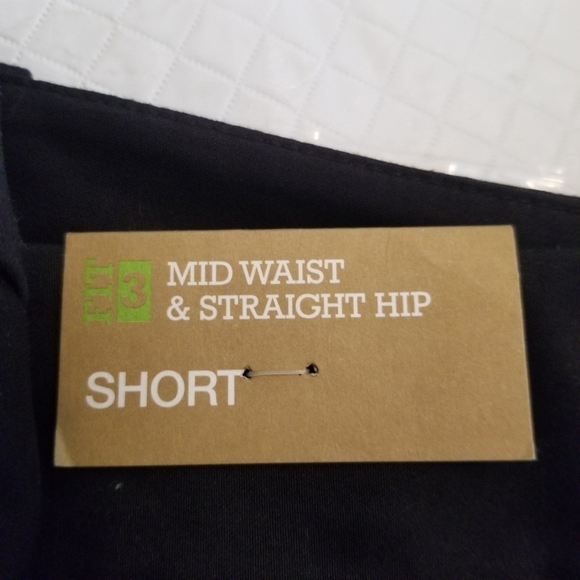 FIT 3
MID WAIST
& STRAIGHT HIP
SHORT